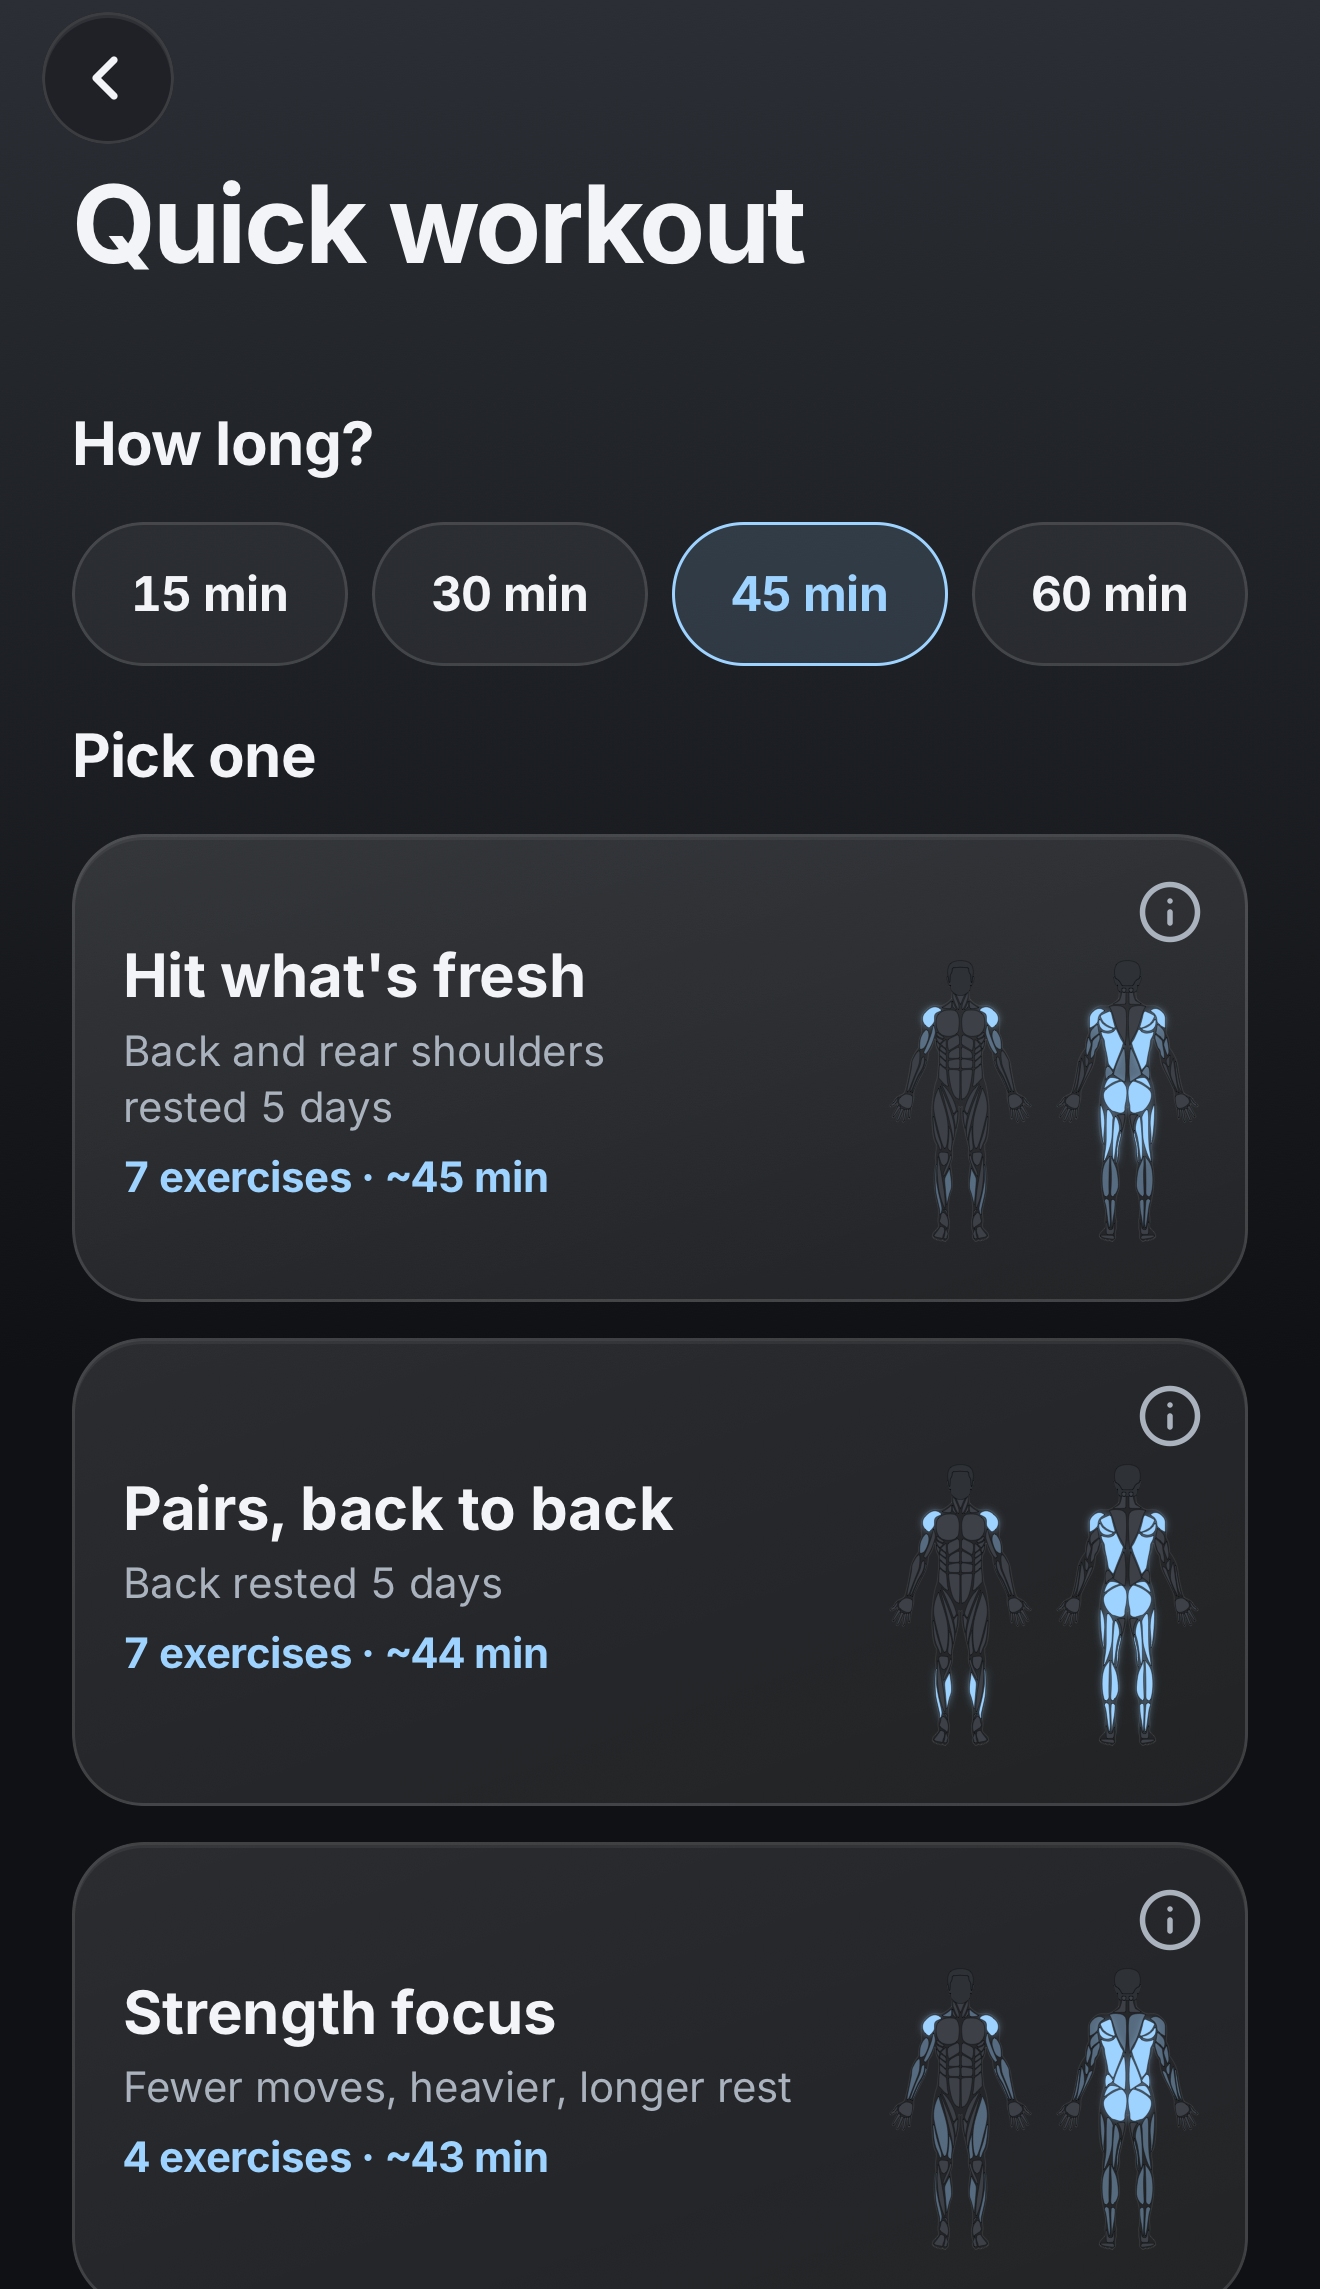 Quick workout
How long?
15 min
30 min
45 min
60 min
Pick one
Hit what's fresh
Back and rear shoulders
rested 5 days
7 exercises · ~45 min
Pairs, back to back
Back rested 5 days
7 exercises · ~44 min
Strength focus
Fewer moves, heavier, longer rest
4 exercises · ~43 min